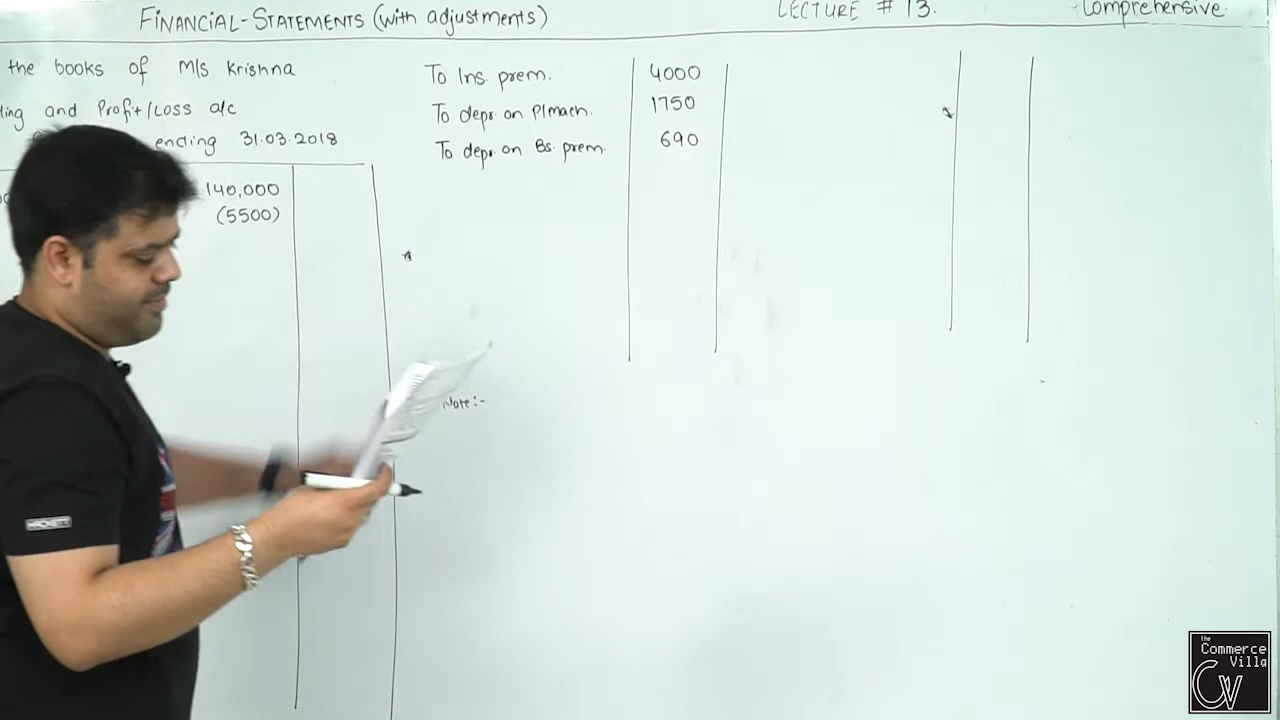 FINANCIAL-STATEMENTS (with adjustments)
LECTURE # 13.
Comprehensive.
the books of M/s Krishna
and Profit/Loss a/c
ending 31.03.2018
140,000
(5500)
To Ins. prem. 4000
To depr. on P/mach. 1750
To depr. on Bs. prem. 690
Note:-
HACKETT
the
Commerce
Villa
CV